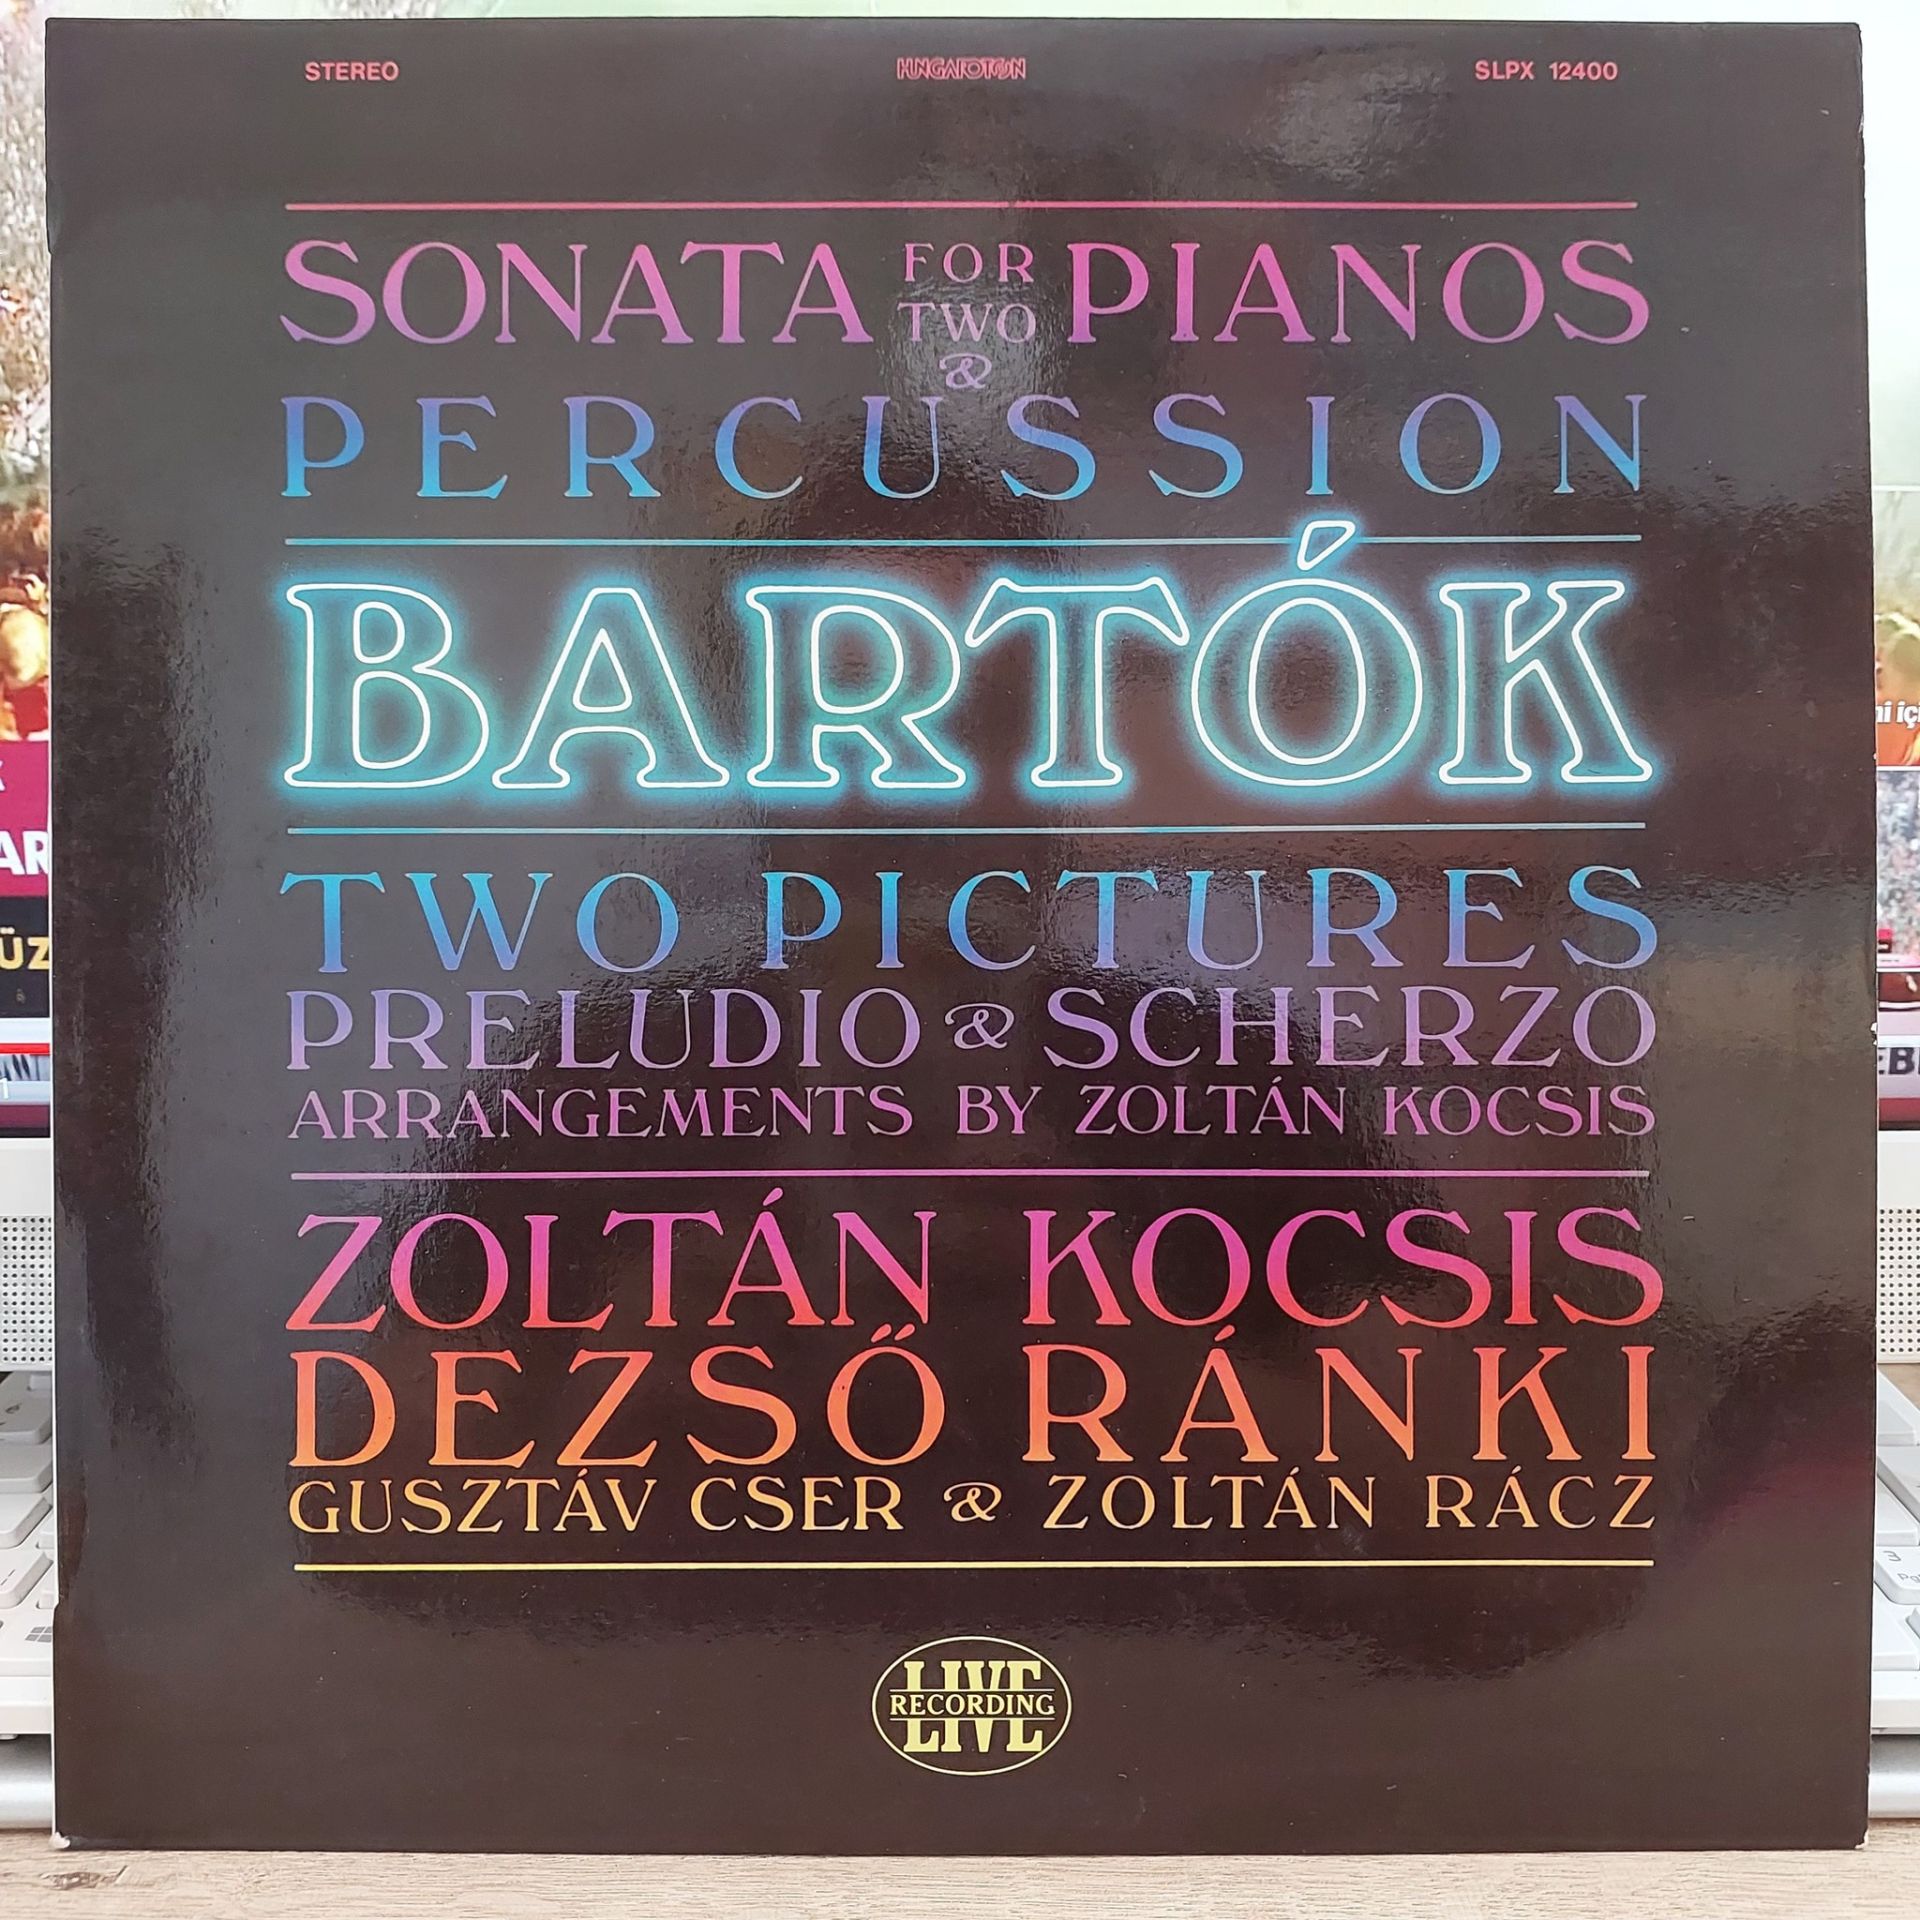 STEREO
HUNGAROTON
SLPX 12400
SONATA FOR TWO PIANOS
&
PERCUSSION
BARTÓK
TWO PICTURES
PRELUDIO & SCHERZO
ARRANGEMENTS BY ZOLTÁN KOCSIS
ZOLTÁN KOCSIS
DEZSŐ RÁNKI
GUSZTÁV CSER & ZOLTÁN RÁCZ
LIVE
RECORDING
LIVE